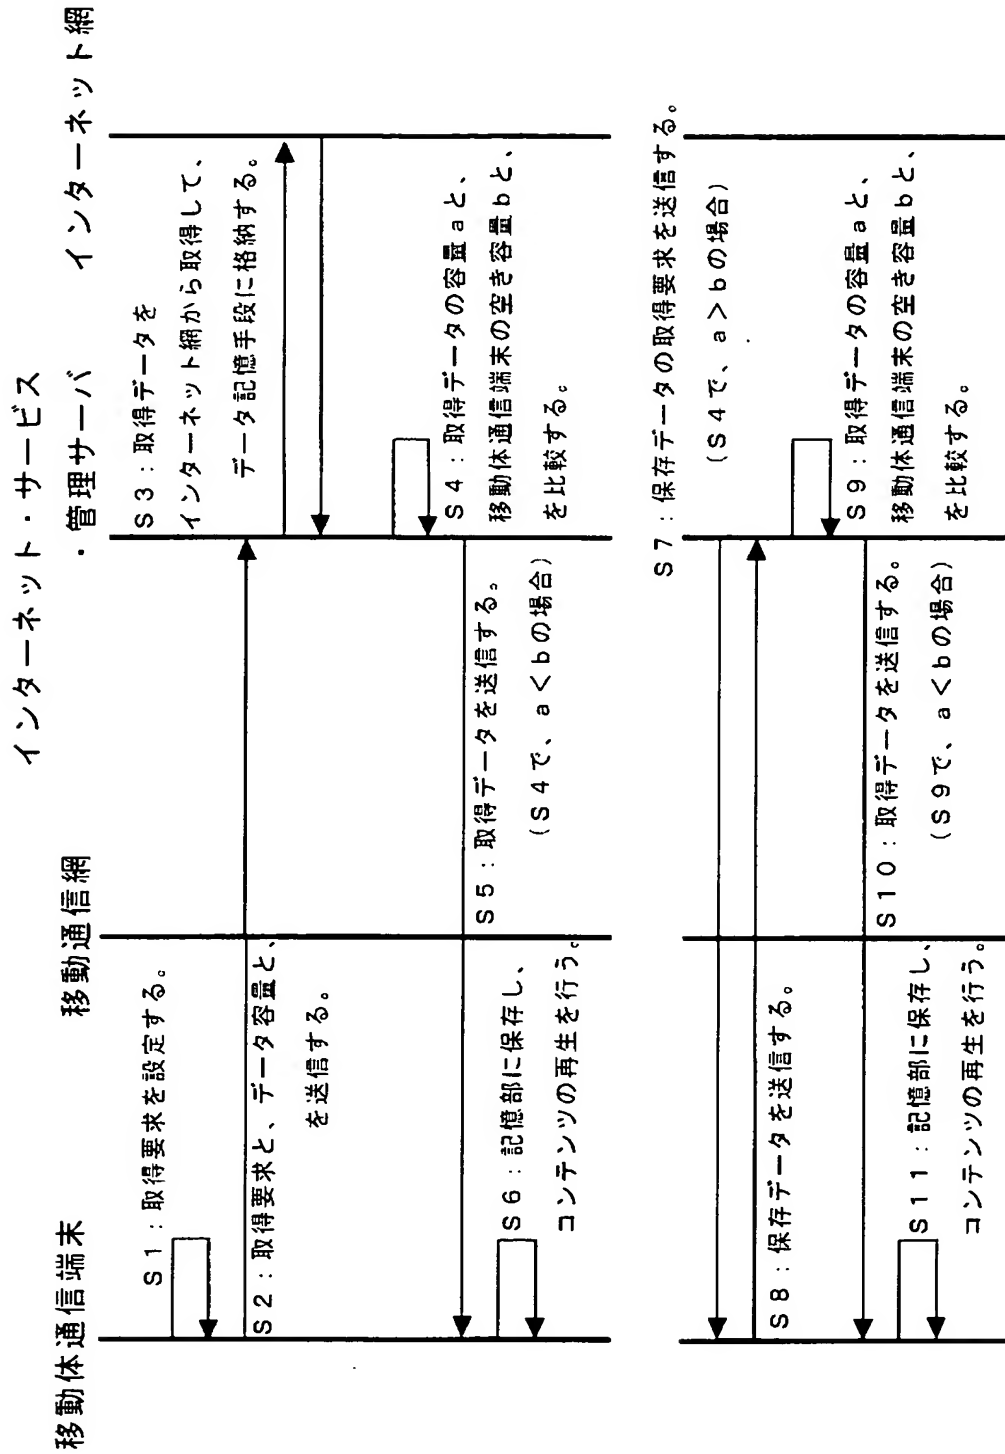 移動体通信端末
移動通信網
インターネット・サービス
・管理サーバ
インターネット網
S1：取得要求を設定する。
S2：取得要求と、データ容量と、
を送信する。
S3：取得データを
インターネット網から取得して、
データ記憶手段に格納する。
S4：取得データの容量aと、
移動体通信端末の空き容量bと、
を比較する。
S5：取得データを送信する。
（S4で、a＜bの場合）
S6：記憶部に保存し、
コンテンツの再生を行う。
S7：保存データの取得要求を送信する。
（S4で、a＞bの場合）
S8：保存データを送信する。
S9：取得データの容量aと、
移動体通信端末の空き容量bと、
を比較する。
S10：取得データを送信する。
（S9で、a＜bの場合）
S11：記憶部に保存し、
コンテンツの再生を行う。